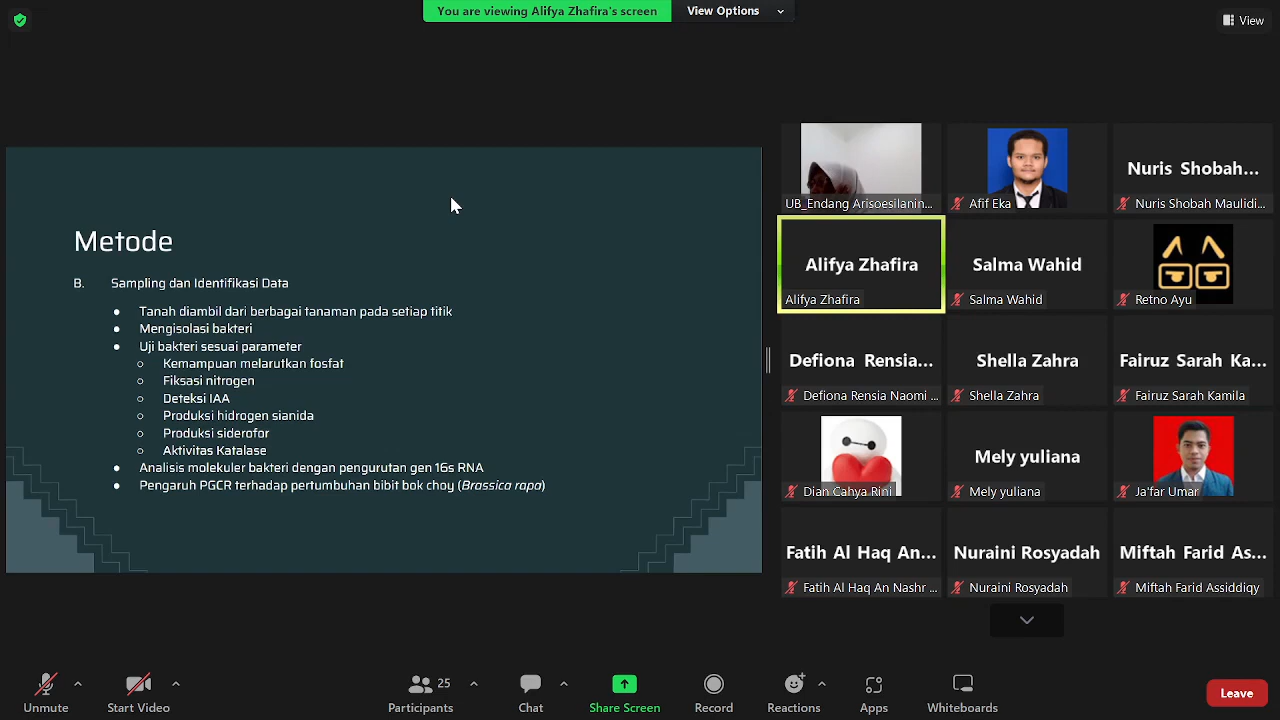 You are viewing Alifya Zhafira's screen
View Options
View
Metode
B. Sampling dan Identifikasi Data
● Tanah diambil dari berbagai tanaman pada setiap titik
● Mengisolasi bakteri
● Uji bakteri sesuai parameter
○ Kemampuan melarutkan fosfat
○ Fiksasi nitrogen
○ Deteksi IAA
○ Produksi hidrogen sianida
○ Produksi siderofor
○ Aktivitas Katalase
● Analisis molekuler bakteri dengan pengurutan gen 16s RNA
● Pengaruh PGCR terhadap pertumbuhan bibit bok choy (Brassica rapa)
UB_Endang Arisoesilanin...
Afif Eka
Nuris Shobah...
Nuris Shobah Maulidi...
Alifya Zhafira
Alifya Zhafira
Salma Wahid
Salma Wahid
Retno Ayu
Defiona Rensia...
Defiona Rensia Naomi ...
Shella Zahra
Shella Zahra
Fairuz Sarah Ka...
Fairuz Sarah Kamila
Dian Cahya Rini
Mely yuliana
Mely yuliana
Ja'far Umar
Fatih Al Haq An...
Fatih Al Haq An Nashr ...
Nuraini Rosyadah
Nuraini Rosyadah
Miftah Farid As...
Miftah Farid Assiddiqy
Unmute
Start Video
25
Participants
Chat
Share Screen
Record
Reactions
Apps
Whiteboards
Leave